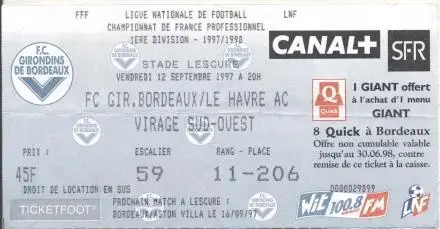 FFF LIGUE NATIONALE DE FOOTBALL LNF
CHAMPIONNAT DE FRANCE PROFESSIONNEL
1ERE DIVISION - 1997/1998
F.C.
GIRONDINS
DE BORDEAUX
STADE LESCURE
VENDREDI 12 SEPTEMBRE 1997 A 20H
FC GIR.BORDEAUX/LE HAVRE AC
VIRAGE SUD-OUEST
PRIX : ESCALIER RANG - PLACE
45F 59 11-206
DROIT DE LOCATION EN SUS
TICKETFOOT
PROCHAIN MATCH A LESCURE :
BORDEAUX/ASTON VILLA LE 16/09/97
CANAL+ SFR
Q
Quick
1 GIANT offert
à l'achat d'1 menu
GIANT
8 Quick à Bordeaux
Offre non cumulable valable
jusqu'au 30.06.98, contre
remise de ce ticket à la caisse.
0000029899
WiT 100.8 FM